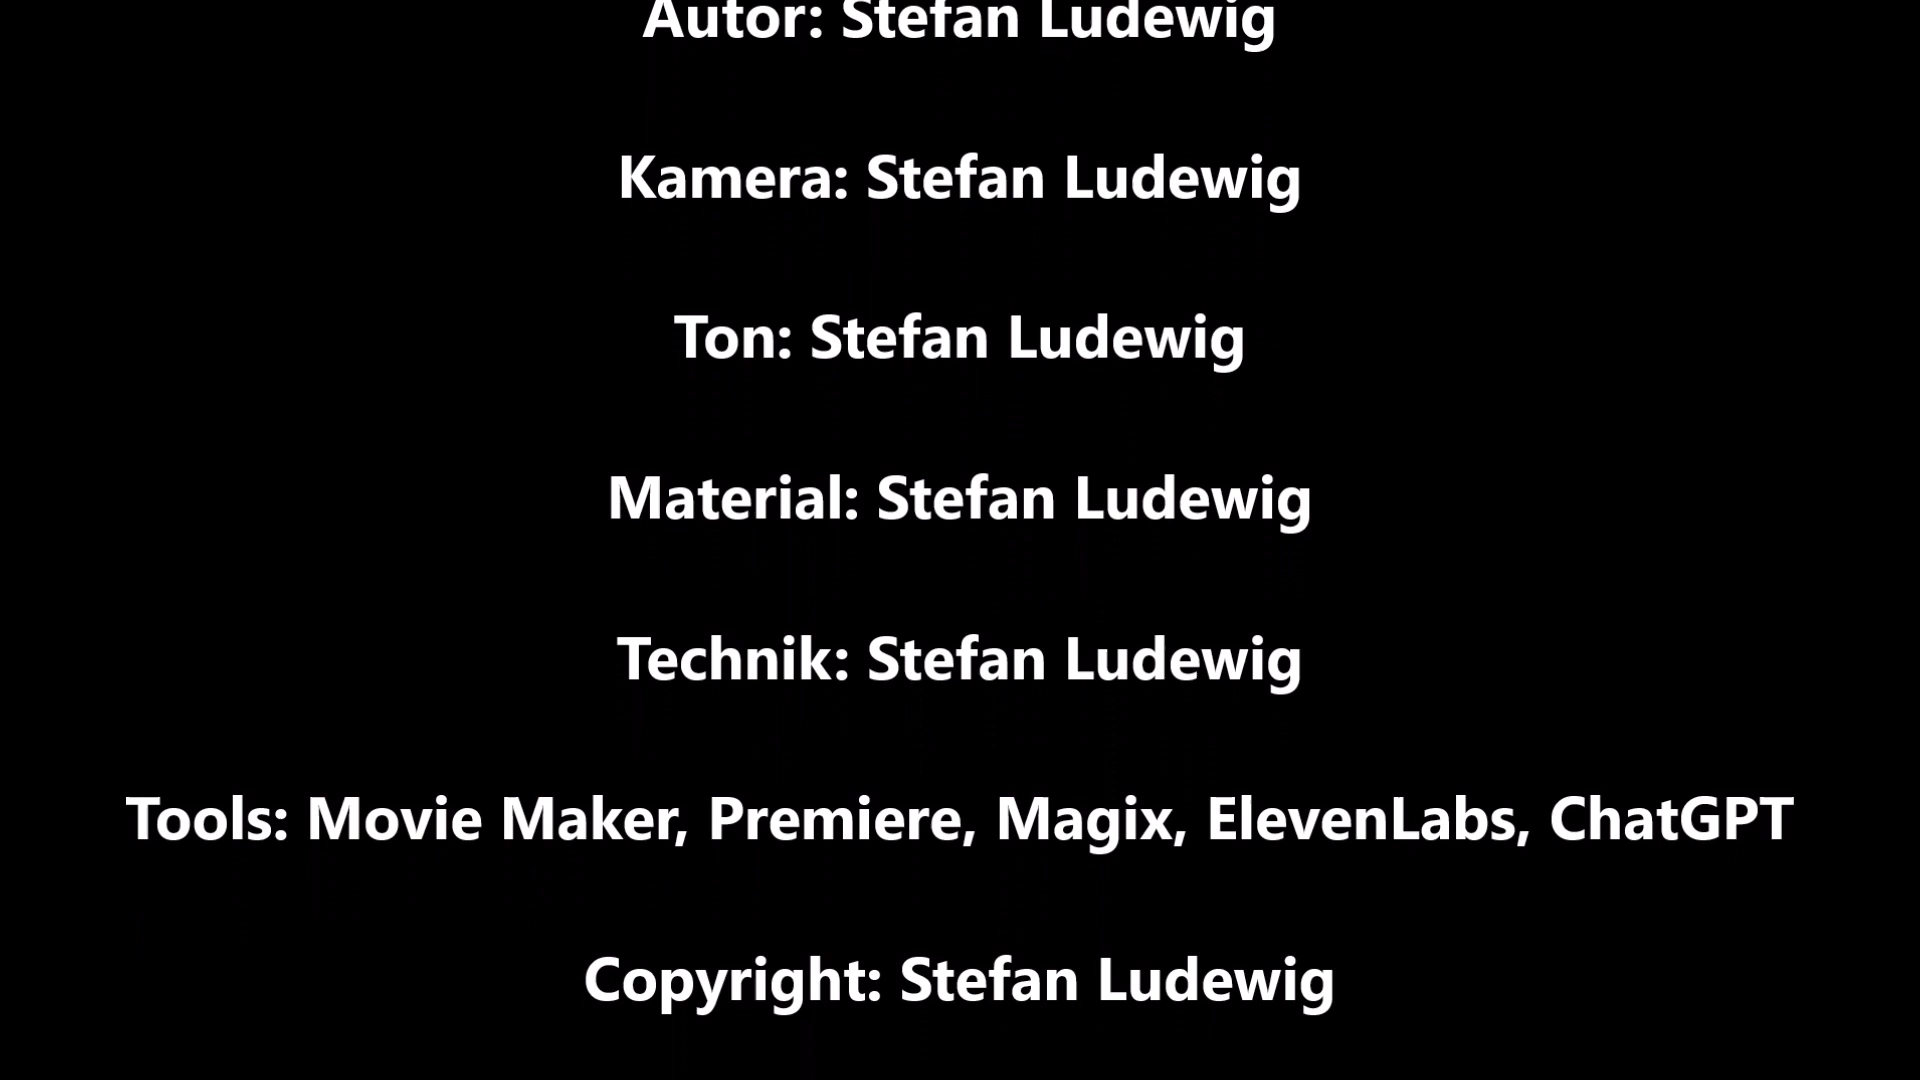 Autor: Stefan Ludewig
Kamera: Stefan Ludewig
Ton: Stefan Ludewig
Material: Stefan Ludewig
Technik: Stefan Ludewig
Tools: Movie Maker, Premiere, Magix, ElevenLabs, ChatGPT
Copyright: Stefan Ludewig